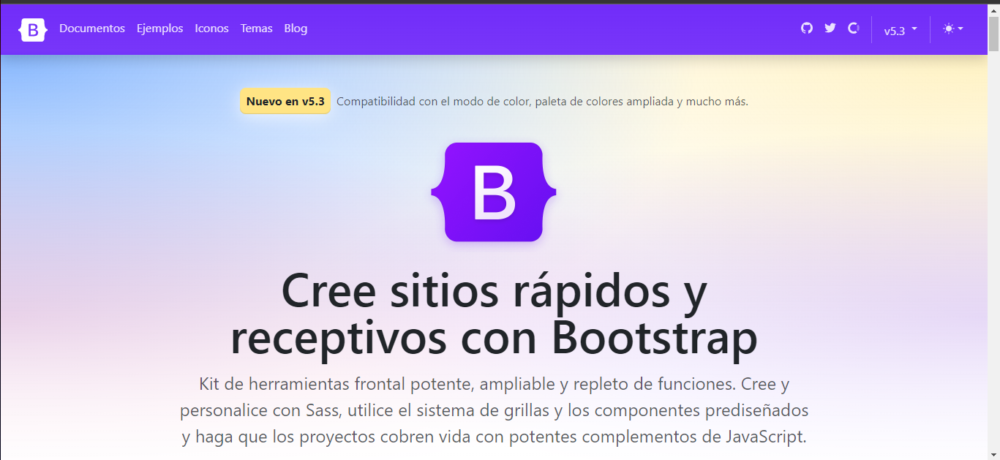 B Documentos Ejemplos Iconos Temas Blog v5.3
Nuevo en v5.3 Compatibilidad con el modo de color, paleta de colores ampliada y mucho más.
B
Cree sitios rápidos y
receptivos con Bootstrap
Kit de herramientas frontal potente, ampliable y repleto de funciones. Cree y
personalice con Sass, utilice el sistema de grillas y los componentes prediseñados
y haga que los proyectos cobren vida con potentes complementos de JavaScript.